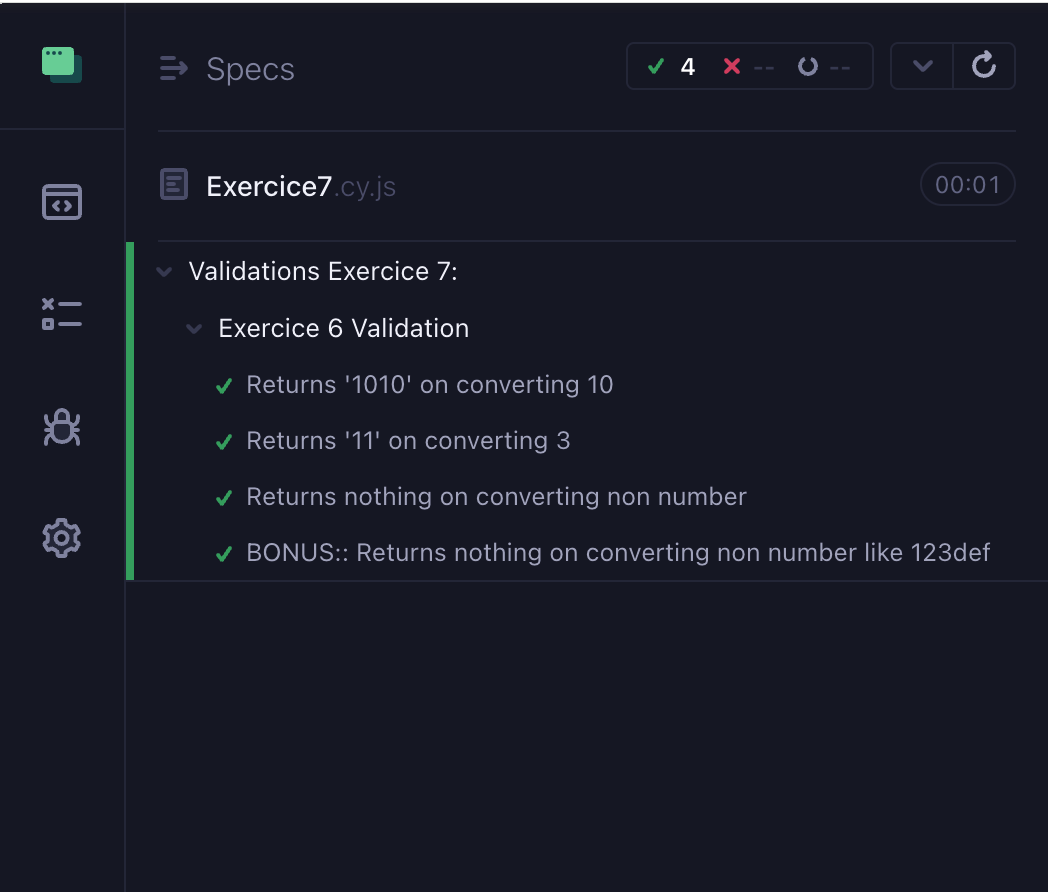 Specs 4 -- --
Exercice7.cy.js 00:01
Validations Exercice 7:
Exercice 6 Validation
Returns '1010' on converting 10
Returns '11' on converting 3
Returns nothing on converting non number
BONUS:: Returns nothing on converting non number like 123def